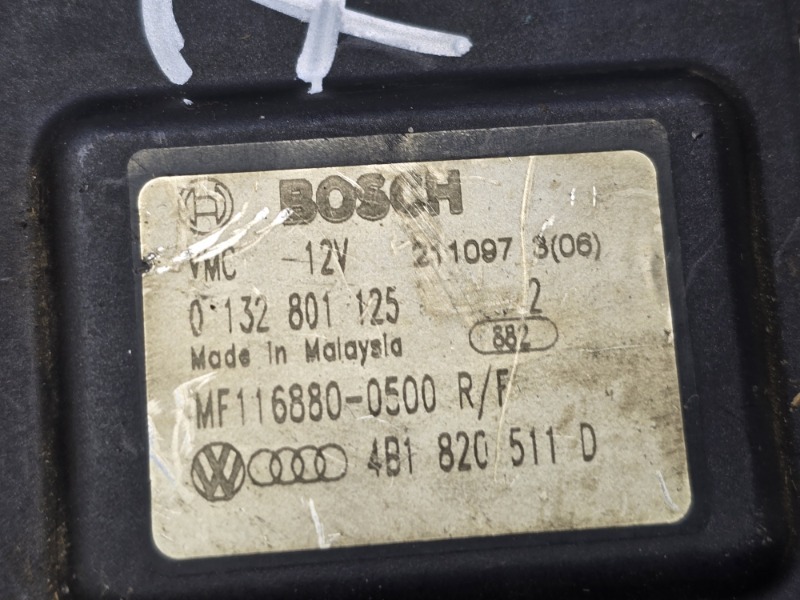 BOSCH
VMC -12V 211097 3(06)
0 132 801 125 2
Made in Malaysia 882
MF116880-0500 R/F
4B1 820 511 D